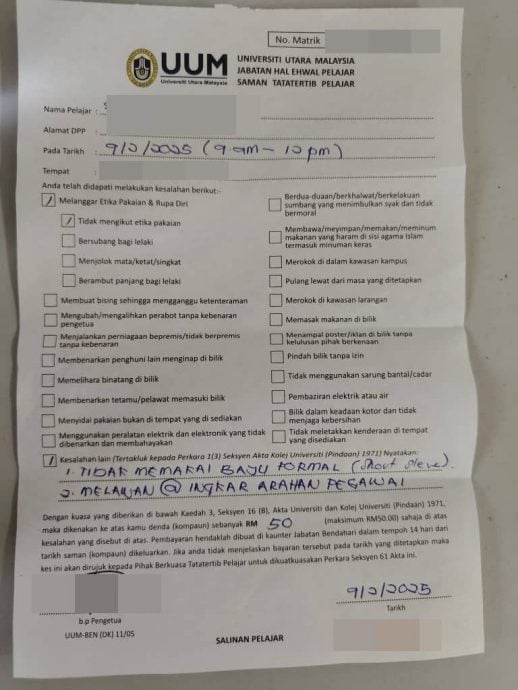 No. Matrik
UUM
Universiti Utara Malaysia
UNIVERSITI UTARA MALAYSIA
JABATAN HAL EHWAL PELAJAR
SAMAN TATATERTIB PELAJAR
Nama Pelajar :
Alamat DPP :
Pada Tarikh : 9/2/2025 (9 am - 12 pm)
Tempat :
Anda telah didapati melakukan kesalahan berikut:-
/ Melanggar Etika Pakaian & Rupa Diri
/ Tidak mengikut etika pakaian
Bersubang bagi lelaki
Menjolok mata/ketat/singkat
Berambut panjang bagi lelaki
Membuat bising sehingga mengganggu ketenteraman
Mengubah/mengalihkan perabot tanpa kebenaran
pengetua
Menjalankan perniagaan bepremis/tidak berpremis
tanpa kebenaran
Membenarkan penghuni lain menginap di bilik
Memelihara binatang di bilik
Membenarkan tetamu/pelawat memasuki bilik
Menyidai pakaian bukan di tempat yang di sediakan
Menggunakan peralatan elektrik dan elektronik yang tidak
dibenarkan dan membahayakan
Berdua-duaan/berkhalwat/berkelakuan
sumbang yang menimbulkan syak dan tidak
bermoral
Membawa/meyimpan/memakan/meminum
makanan yang haram di sisi agama Islam
termasuk minuman keras
Merokok di dalam kawasan kampus
Pulang lewat dari masa yang ditetapkan
Merokok di kawasan larangan
Memasak makanan di bilik
Menampal poster/iklan di bilik tanpa
kelulusan pihak berkenaan
Pindah bilik tanpa izin
Tidak menggunakan sarung bantal/cadar
Pembaziran elektrik atau air
Bilik dalam keadaan kotor dan tidak
menjaga kebersihan
Tidak meletakkan kenderaan di tempat
yang disediakan
/ Kesalahan lain (Tertakluk kepada Perkara 1(3) Seksyen Akta Kolej Universiti (Pindaan) 1971) Nyatakan:
1. TIDAK MEMAKAI BAJU FORMAL (Short Sleve).
2. MELAWAN @ INGKAR ARAHAN PEGAWAI
Dengan kuasa yang diberikan di bawah Kaedah 3, Seksyen 16 (B), Akta Universiti dan Kolej Universiti (Pindaan) 1971,
maka dikenakan ke atas kamu denda (kompaun) sebanyak RM 50 (maksimum RM50.00) sahaja di atas
kesalahan yang disebut di atas. Pembayaran hendaklah dibuat di kaunter Jabatan Bendahari dalam tempoh 14 hari dari
tarikh saman (kompaun) dikeluarkan. Jika anda tidak menjelaskan bayaran tersebut pada tarikh yang ditetapkan maka
kes ini akan dirujuk kepada Pihak Berkuasa Tatatertib Pelajar untuk dikuatkuasakan Perkara Seksyen 61 Akta ini.
9/2/2025
b.p Pengetua
Tarikh
UUM-BEN (DK) 11/05
SALINAN PELAJAR